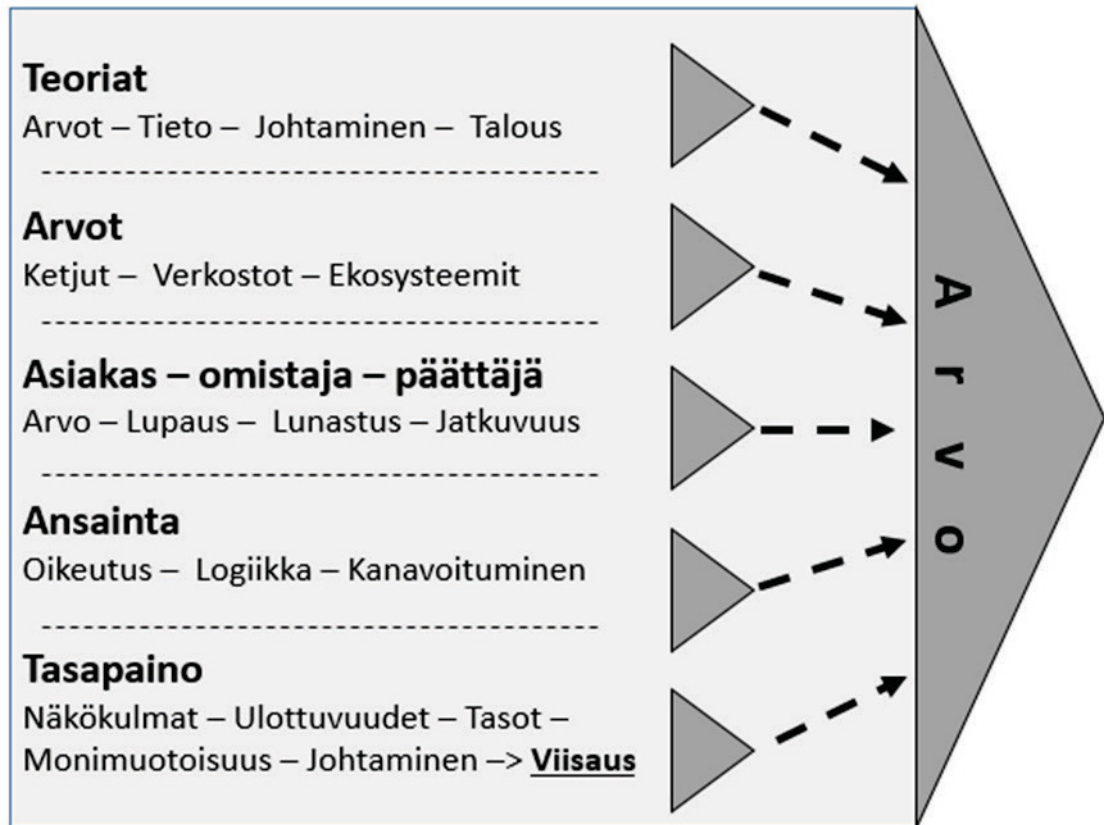 Teoriat
Arvot – Tieto – Johtaminen – Talous
Arvot
Ketjut – Verkostot – Ekosysteemit
Asiakas – omistaja – päättäjä
Arvo – Lupaus – Lunastus – Jatkuvuus
Ansainta
Oikeutus – Logiikka – Kanavoituminen
Tasapaino
Näkökulmat – Ulottuvuudet – Tasot –
Monimuotoisuus – Johtaminen –> Viisaus
Arvo